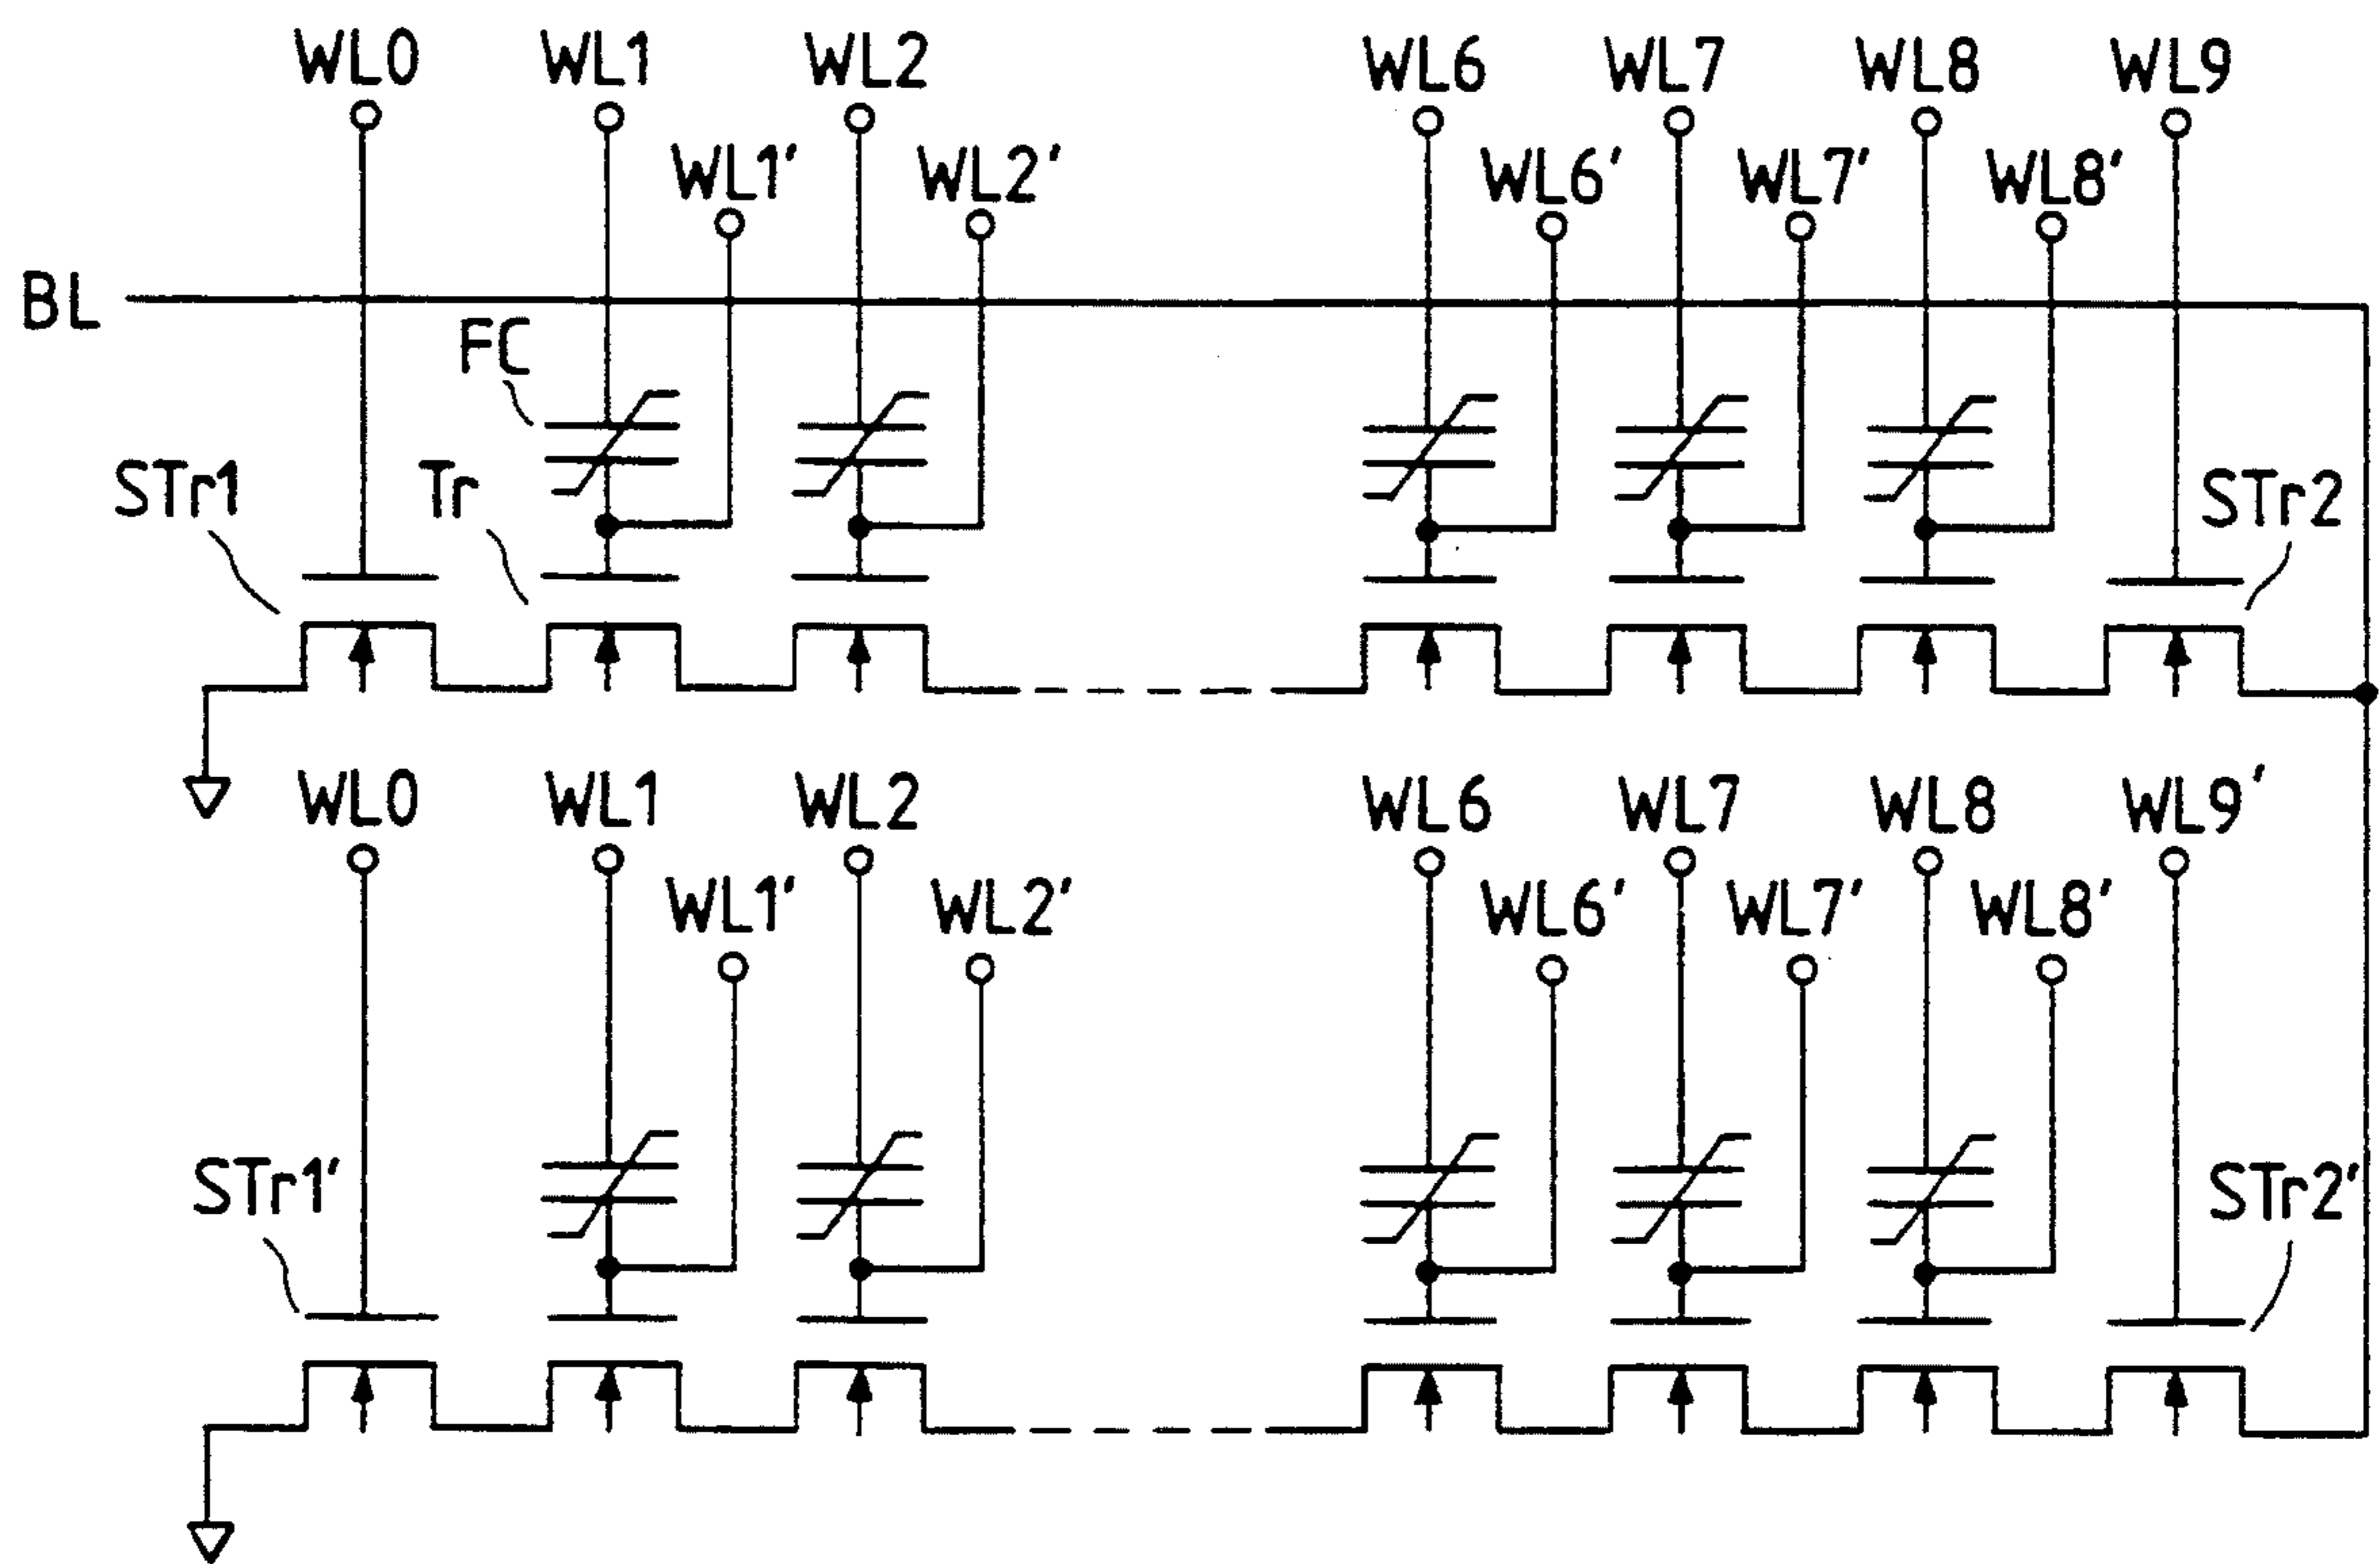 WL0 WL1 WL2 WL6 WL7 WL8 WL9
WL1' WL2' WL6' WL7' WL8'
BL
FC
STr1 Tr STr2
WL0 WL1 WL2 WL6 WL7 WL8 WL9'
WL1' WL2' WL6' WL7' WL8'
STr1' STr2'